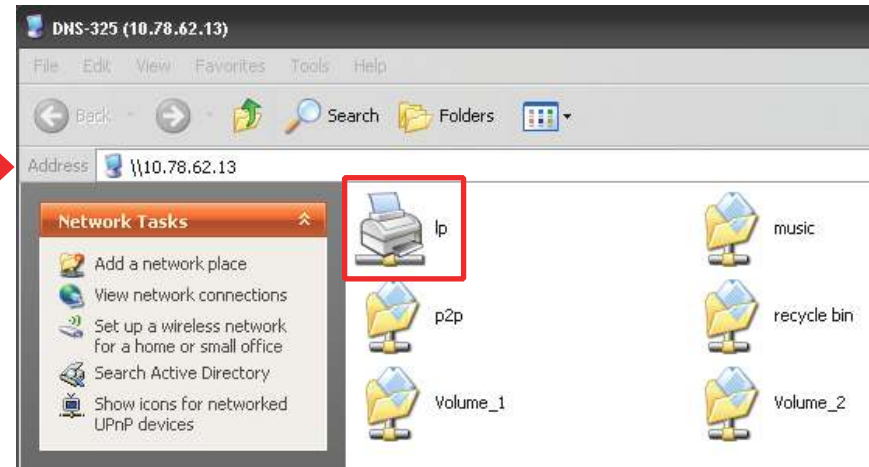 DNS-325 (10.78.62.13)
File Edit View Favorites Tools Help
Back Search Folders
Address \\10.78.62.13
Network Tasks
Add a network place
View network connections
Set up a wireless network
for a home or small office
Search Active Directory
Show icons for networked
UPnP devices
lp
music
p2p
recycle bin
Volume_1
Volume_2